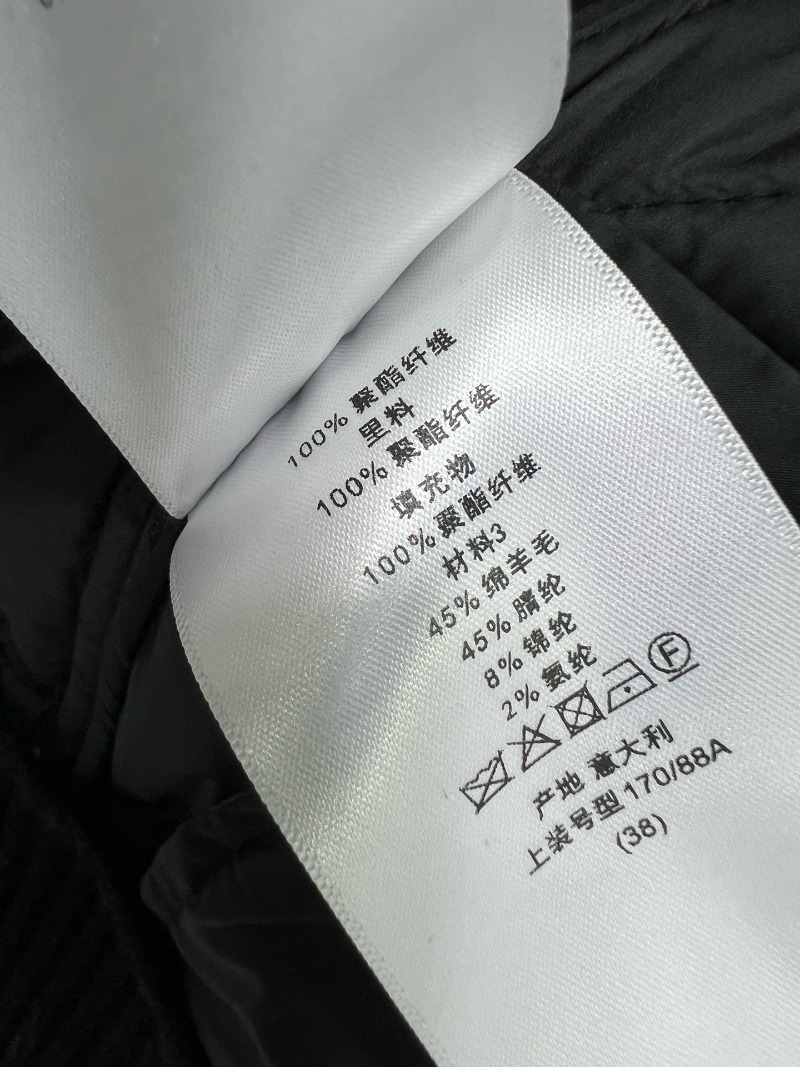 100% 聚酯纤维
里料
100% 聚酯纤维
填充物
100% 聚酯纤维
材料3
45% 绵羊毛
45% 腈纶
8% 锦纶
2% 氨纶
F
产地 意大利
上装号型 170/88A
(38)